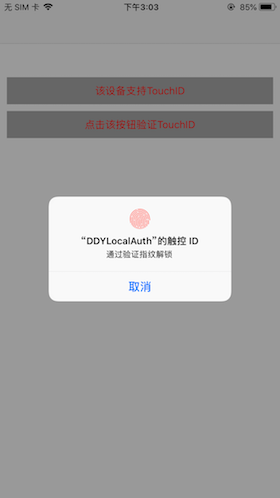 无 SIM 卡 下午3:03 85%
该设备支持TouchID
点击该按钮验证TouchID
“DDYLocalAuth”的触控 ID
通过验证指纹解锁
取消